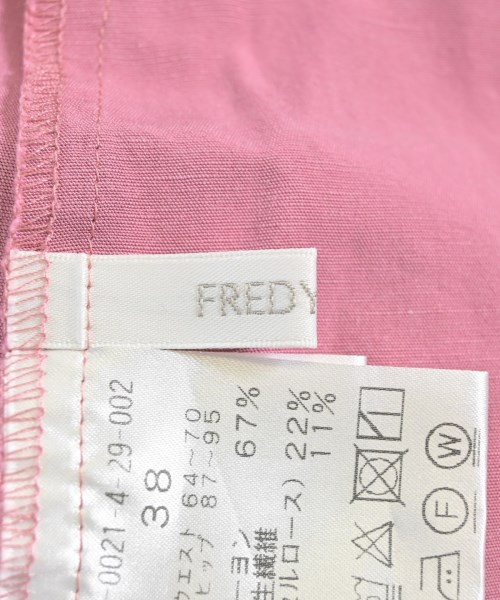 FREDY
-0021-4-29-002
38
ウエスト 64～70
ヒップ 87～95
ーヨン 67%
生繊維
セルロース) 22%
11%
W
F